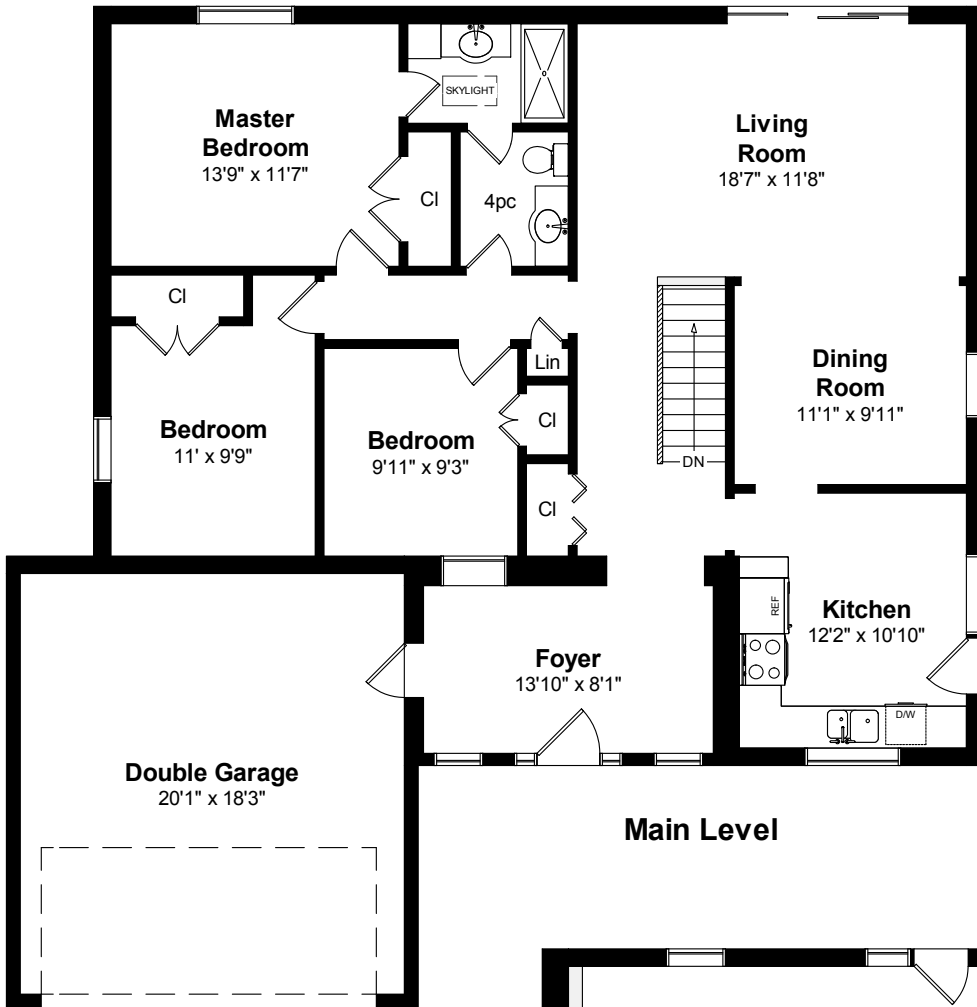 SKYLIGHT
Master
Bedroom
13'9" x 11'7"
Living
Room
18'7" x 11'8"
Cl
4pc
Cl
Lin
Dining
Room
11'1" x 9'11"
Bedroom
11' x 9'9"
Bedroom
9'11" x 9'3"
Cl
DN
Cl
REF
Kitchen
12'2" x 10'10"
Foyer
13'10" x 8'1"
D/W
Double Garage
20'1" x 18'3"
Main Level